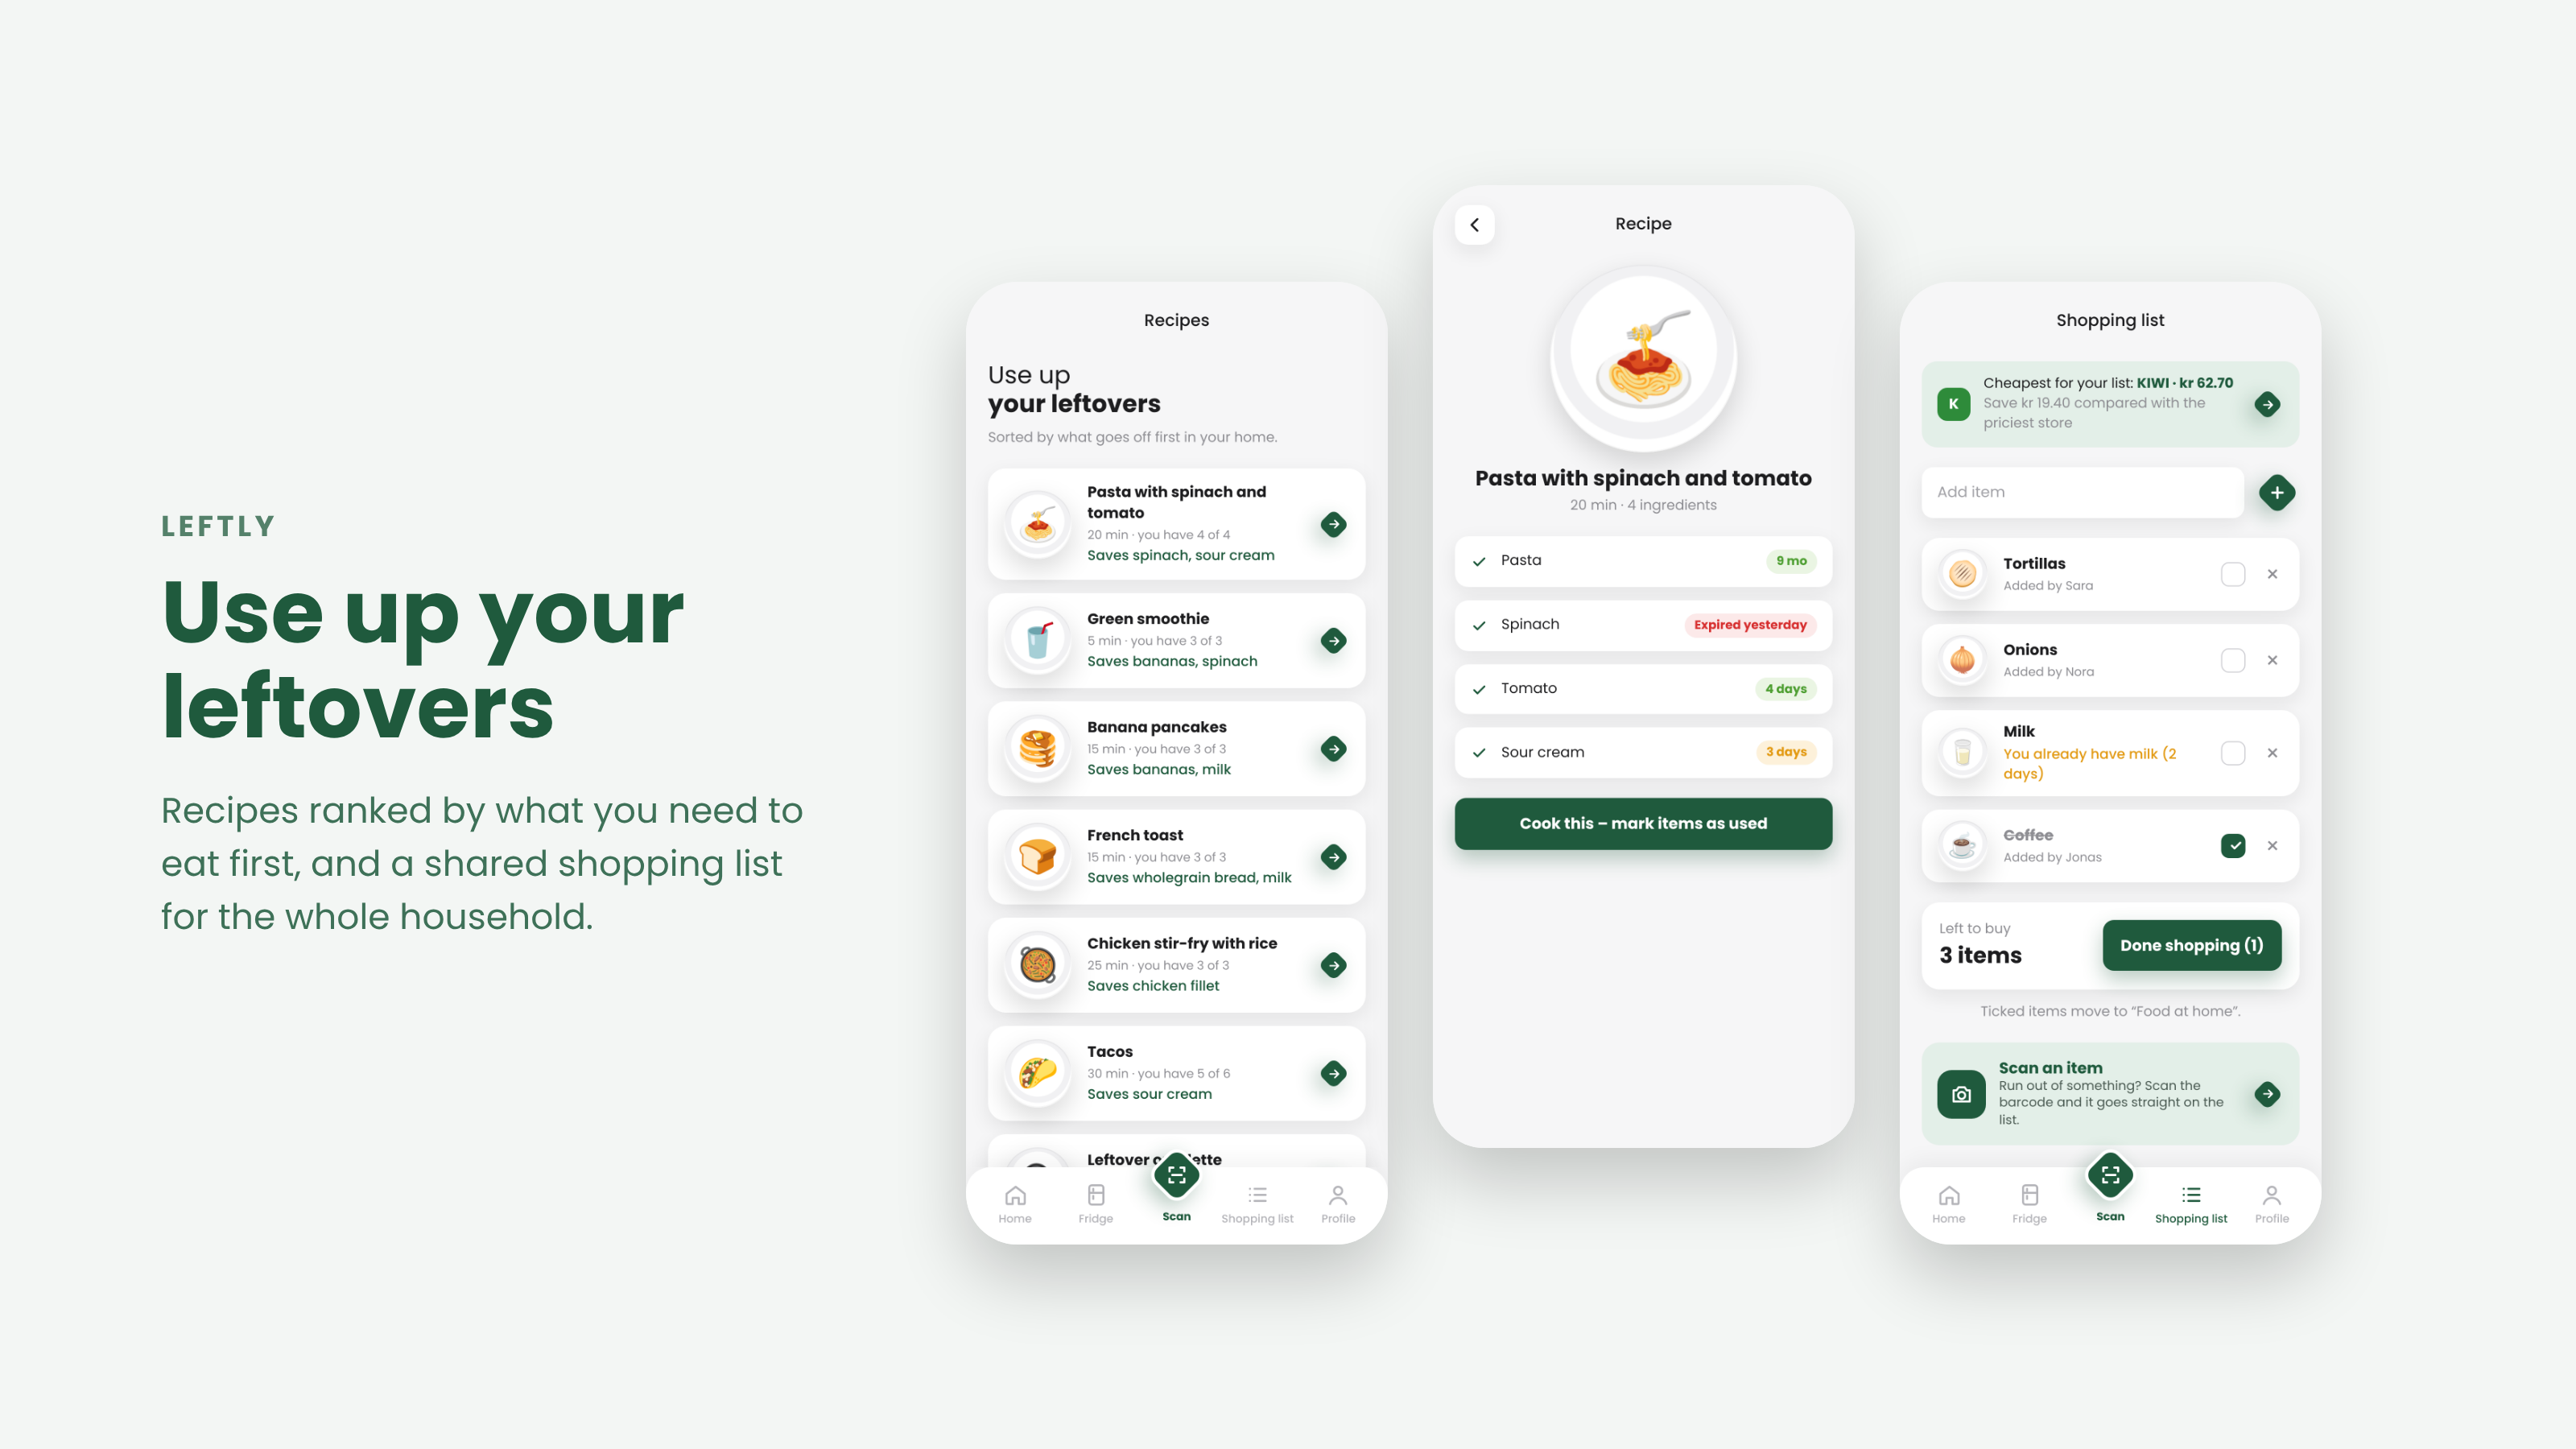 LEFTLY
Use up your
leftovers
Recipes ranked by what you need to
eat first, and a shared shopping list
for the whole household.
Recipes
Use up
your leftovers
Sorted by what goes off first in your home.
Pasta with spinach and
tomato
20 min · you have 4 of 4
Saves spinach, sour cream
Green smoothie
5 min · you have 3 of 3
Saves bananas, spinach
Banana pancakes
15 min · you have 3 of 3
Saves bananas, milk
French toast
15 min · you have 3 of 3
Saves wholegrain bread, milk
Chicken stir-fry with rice
25 min · you have 3 of 3
Saves chicken fillet
Tacos
30 min · you have 5 of 6
Saves sour cream
Leftover
Home
Fridge
Scan
Shopping list
Profile
Recipe
Pasta with spinach and tomato
20 min · 4 ingredients
Pasta
9 mo
Spinach
Expired yesterday
Tomato
4 days
Sour cream
3 days
Cook this – mark items as used
Shopping list
K
Cheapest for your list: KIWI · kr 62.70
Save kr 19.40 compared with the
priciest store
Add item
Tortillas
Added by Sara
Onions
Added by Nora
Milk
You already have milk (2
days)
Coffee
Added by Jonas
Left to buy
3 items
Done shopping (1)
Ticked items move to “Food at home”.
Scan an item
Run out of something? Scan the
barcode and it goes straight on the
list.
Home
Fridge
Scan
Shopping list
Profile